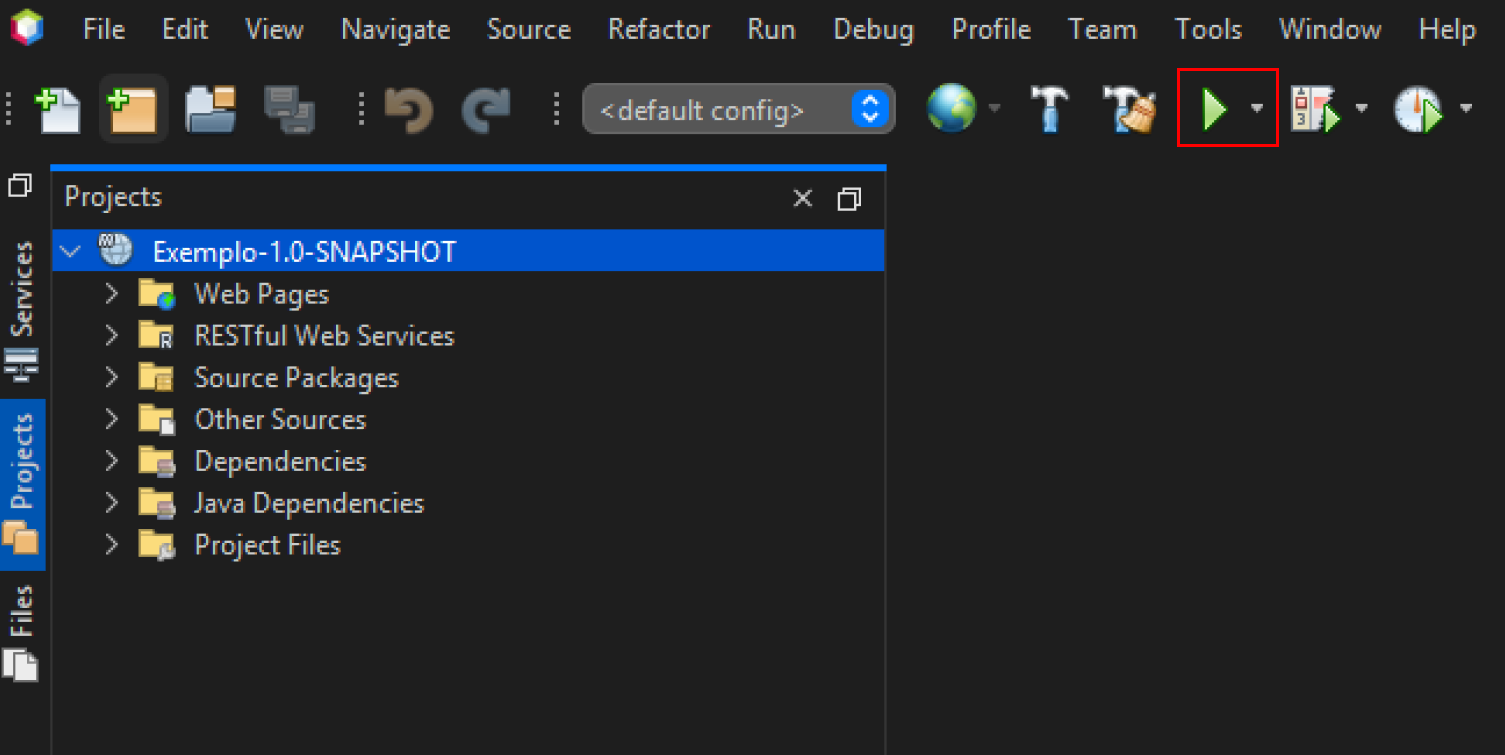 File Edit View Navigate Source Refactor Run Debug Profile Team Tools Window Help
<default config>
Projects
Services
Projects
Files
Exemplo-1.0-SNAPSHOT
Web Pages
RESTful Web Services
Source Packages
Other Sources
Dependencies
Java Dependencies
Project Files